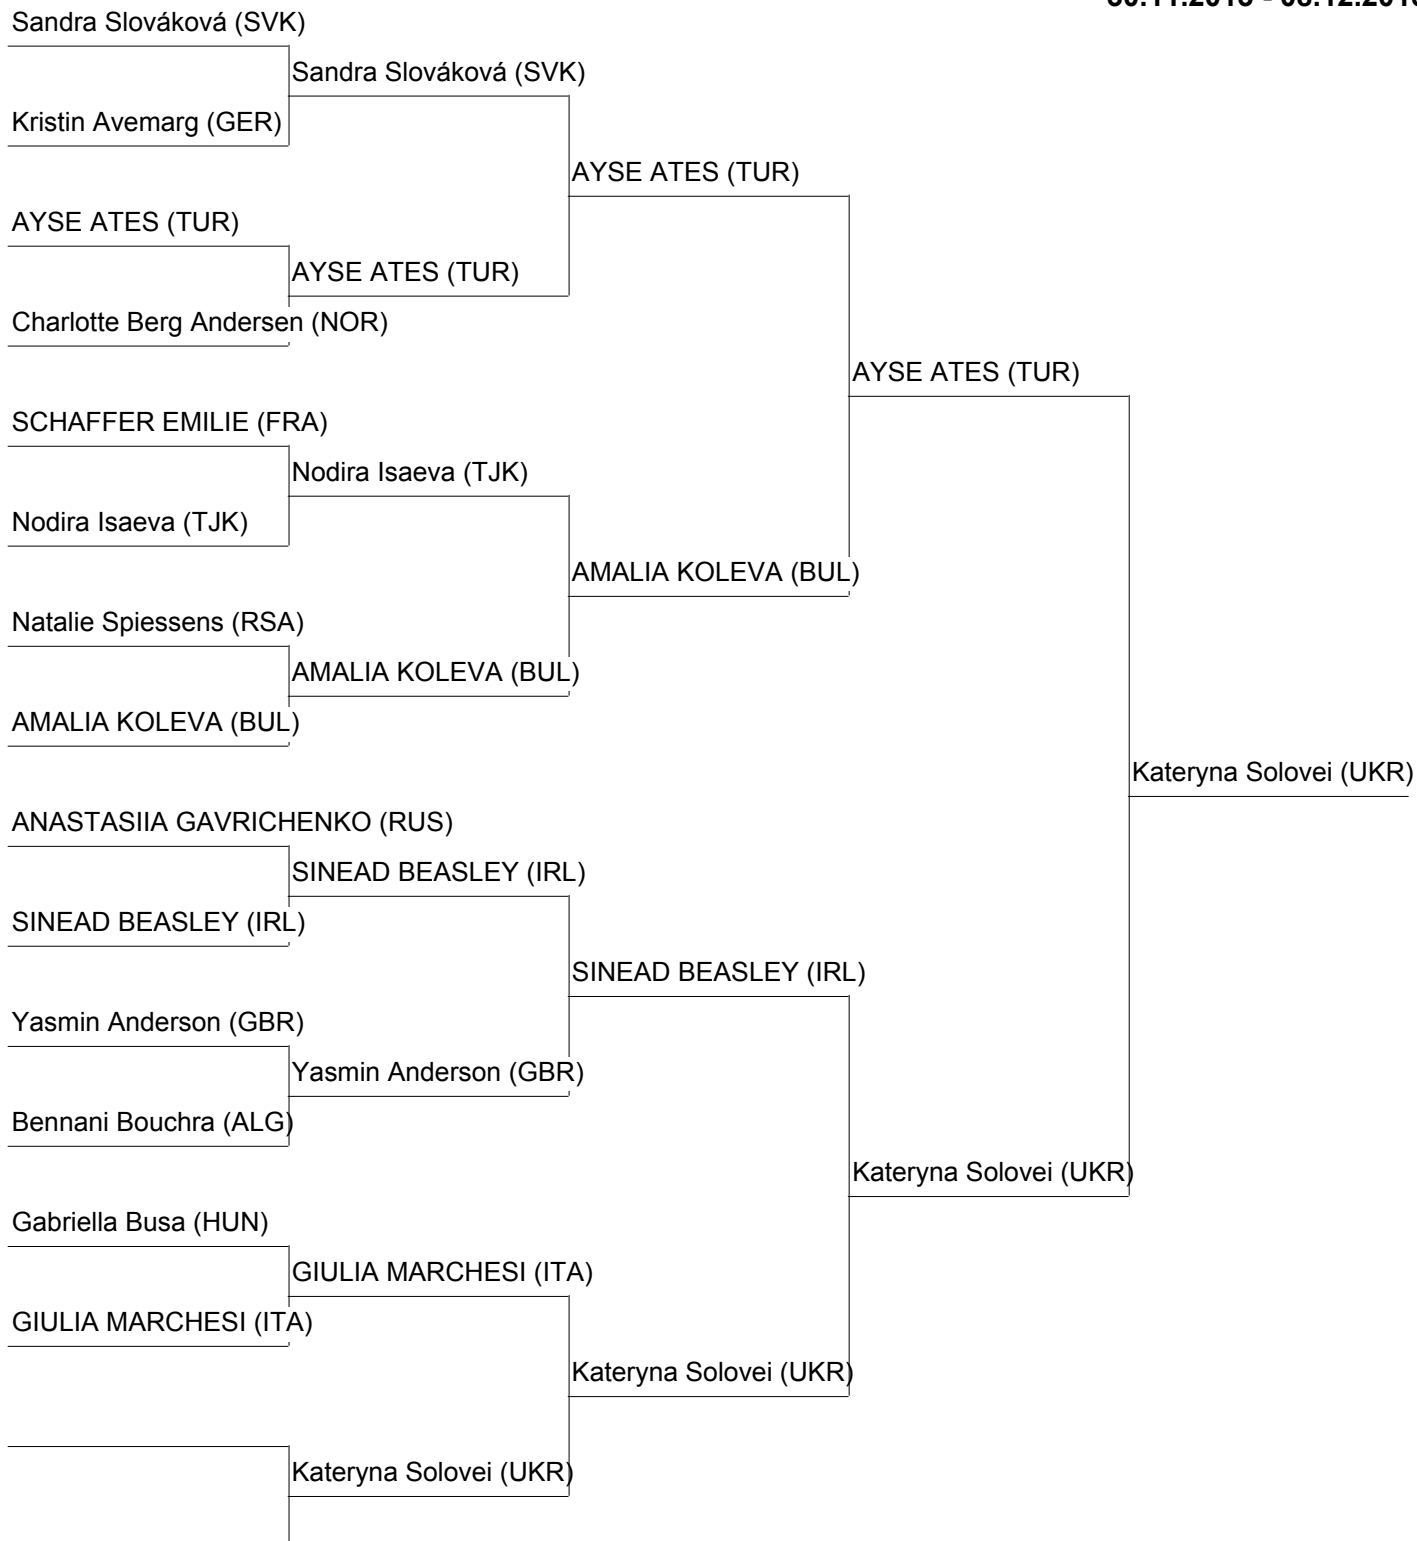 Sandra Slováková (SVK)
Sandra Slováková (SVK)
Kristin Avemarg (GER)
AYSE ATES (TUR)
AYSE ATES (TUR)
AYSE ATES (TUR)
Charlotte Berg Andersen (NOR)
AYSE ATES (TUR)
SCHAFFER EMILIE (FRA)
Nodira Isaeva (TJK)
Nodira Isaeva (TJK)
AMALIA KOLEVA (BUL)
Natalie Spiessens (RSA)
AMALIA KOLEVA (BUL)
AMALIA KOLEVA (BUL)
Kateryna Solovei (UKR)
ANASTASIIA GAVRICHENKO (RUS)
SINEAD BEASLEY (IRL)
SINEAD BEASLEY (IRL)
SINEAD BEASLEY (IRL)
Yasmin Anderson (GBR)
Yasmin Anderson (GBR)
Bennani Bouchra (ALG)
Kateryna Solovei (UKR)
Gabriella Busa (HUN)
GIULIA MARCHESI (ITA)
GIULIA MARCHESI (ITA)
Kateryna Solovei (UKR)
Kateryna Solovei (UKR)